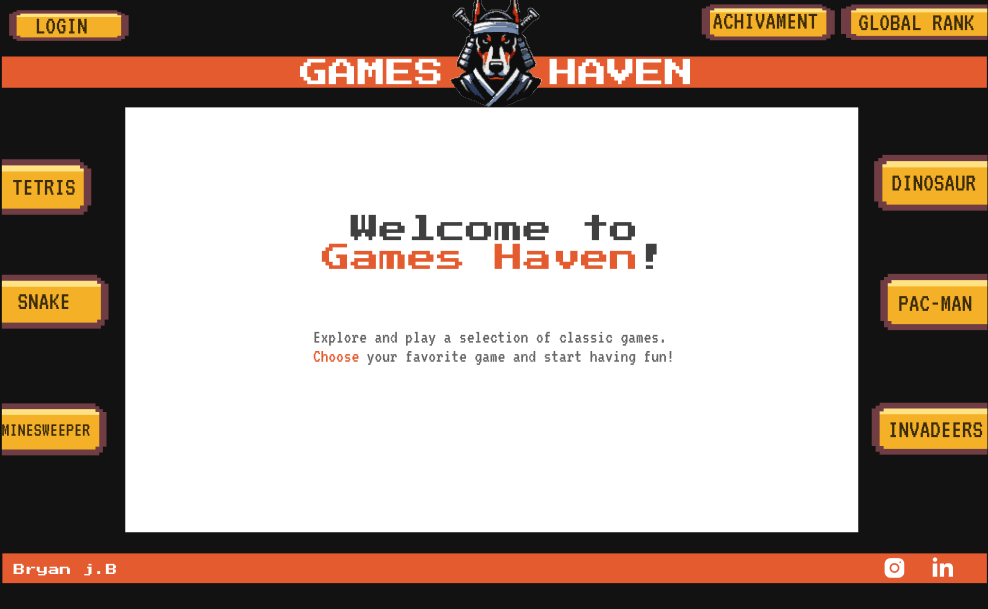 LOGIN
ACHIVAMENT
GLOBAL RANK
GAMES HAVEN
TETRIS
DINOSAUR
Welcome to
Games Haven!
SNAKE
PAC-MAN
Explore and play a selection of classic games.
Choose your favorite game and start having fun!
MINESWEEPER
INVADEERS
Bryan j.B
in